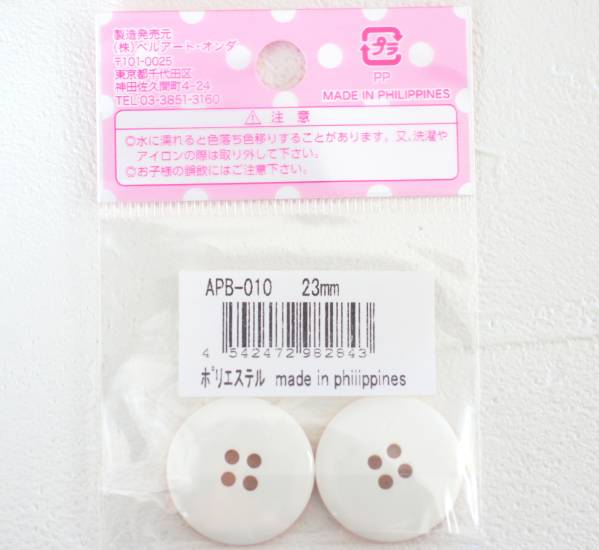 製造発売元
(株)ベルアート・オンダ
〒101-0025
東京都千代田区
神田佐久間町4-24
TEL:03-3851-3160
プラ
PP
MADE IN PHILIPPINES
⚠ 注 意
◎水に濡れると色落ち色移りすることがあります。又、洗濯や
アイロンの際は取り外して下さい。
◎お子様の誤飲にはご注意下さい。
APB-010 23mm
4 542472 982843
ポリエステル made in phiiippines